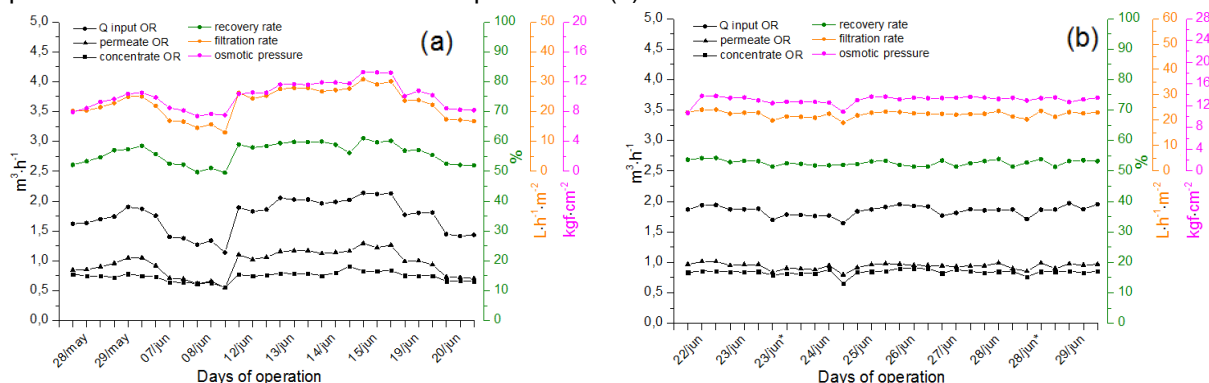 (a)
Q input OR
permeate OR
concentrate OR
recovery rate
filtration rate
osmotic pressure
5,0
4,5
4,0
3,5
3,0
2,5
2,0
1,5
1,0
0,5
0,0
m³·h⁻¹
100
90
80
70
60
50
40
30
20
10
0
%
60
50
40
30
20
10
0
L·h⁻¹·m⁻²
20
16
12
8
4
0
kgf·cm⁻²
28/may
29/may
07/jun
08/jun
12/jun
13/jun
14/jun
15/jun
19/jun
20/jun
Days of operation
(b)
Q input OR
permeate OR
concentrate OR
recovery rate
filtration rate
osmotic pressure
5,0
4,5
4,0
3,5
3,0
2,5
2,0
1,5
1,0
0,5
0,0
m³·h⁻¹
100
90
80
70
60
50
40
30
20
10
0
%
60
50
40
30
20
10
0
L·h⁻¹·m⁻²
28
24
20
16
12
8
4
0
kgf·cm⁻²
22/jun
23/jun
23/jun*
24/jun
25/jun
26/jun
27/jun
28/jun
28/jun*
29/jun
Days of operation